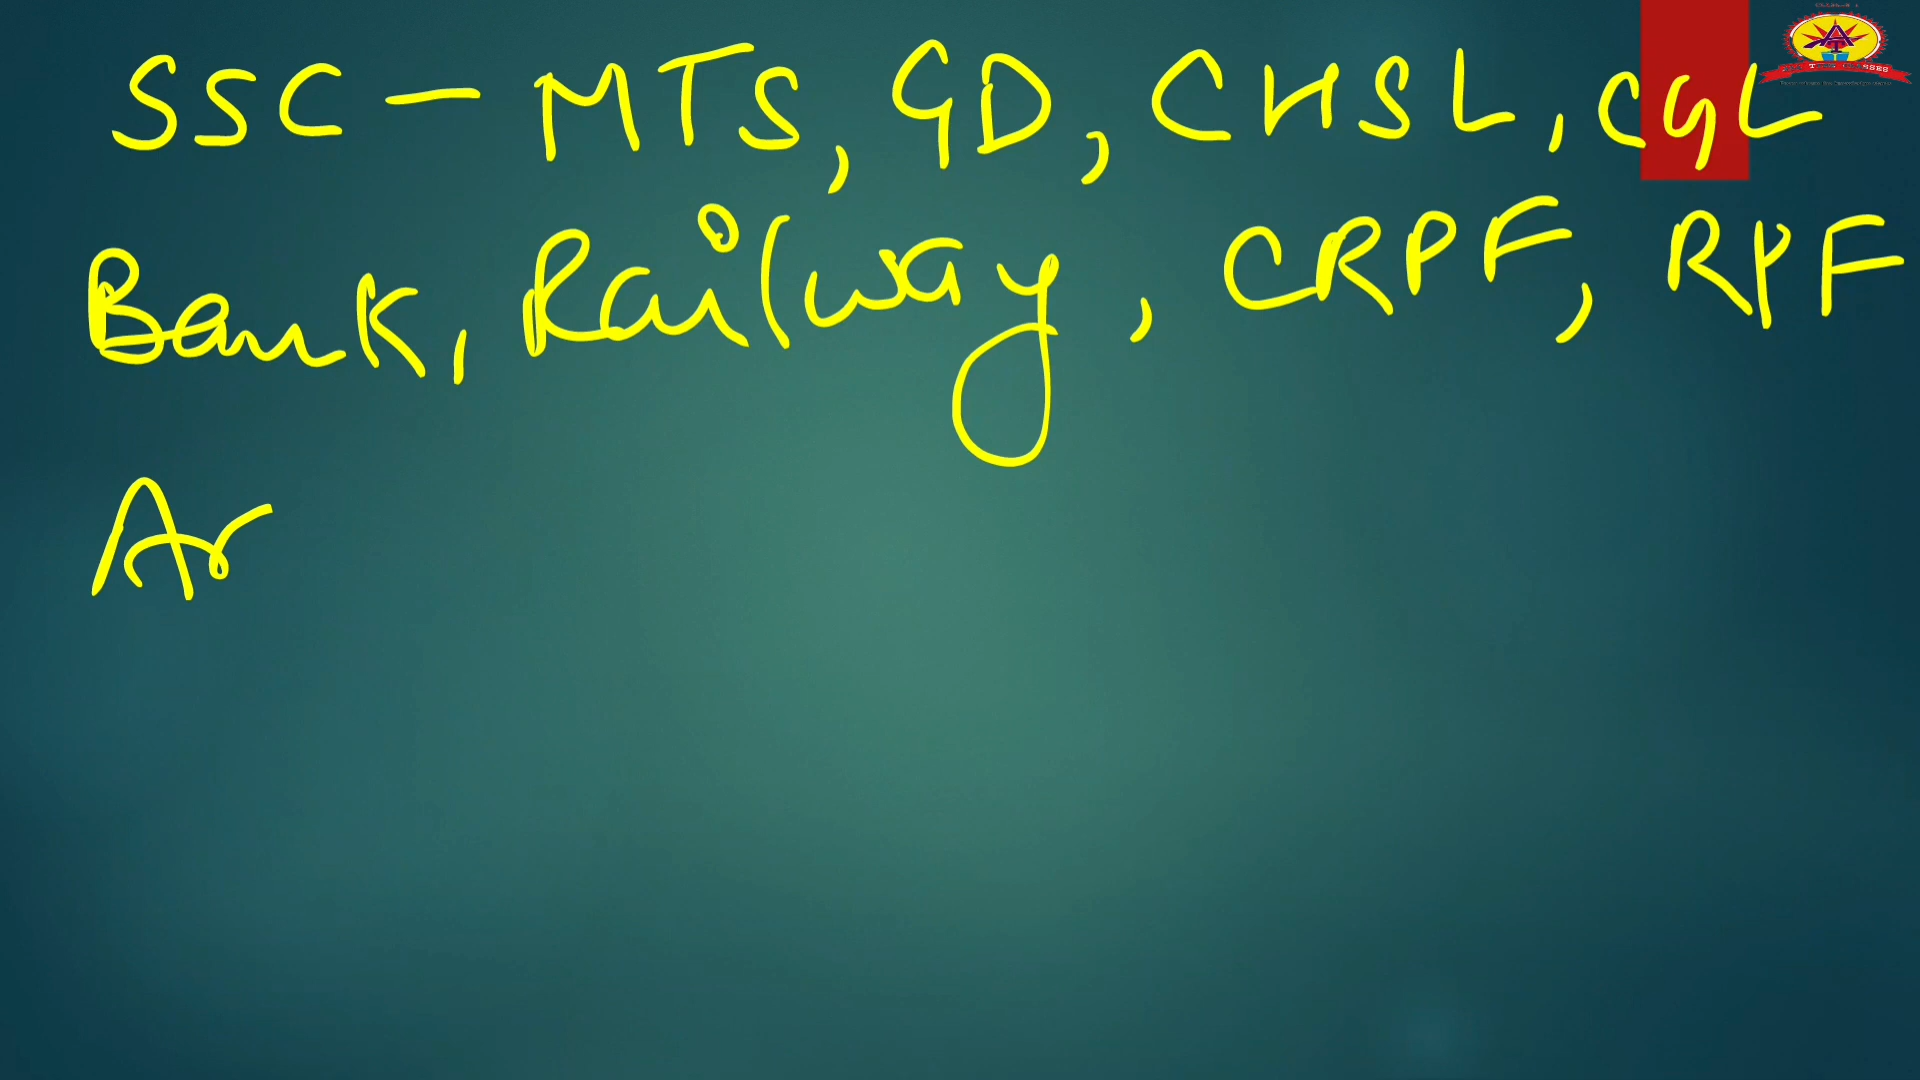 SSC - MTS, GD, CHSL, CGL
Bank, Railway, CRPF, RPF
Ar